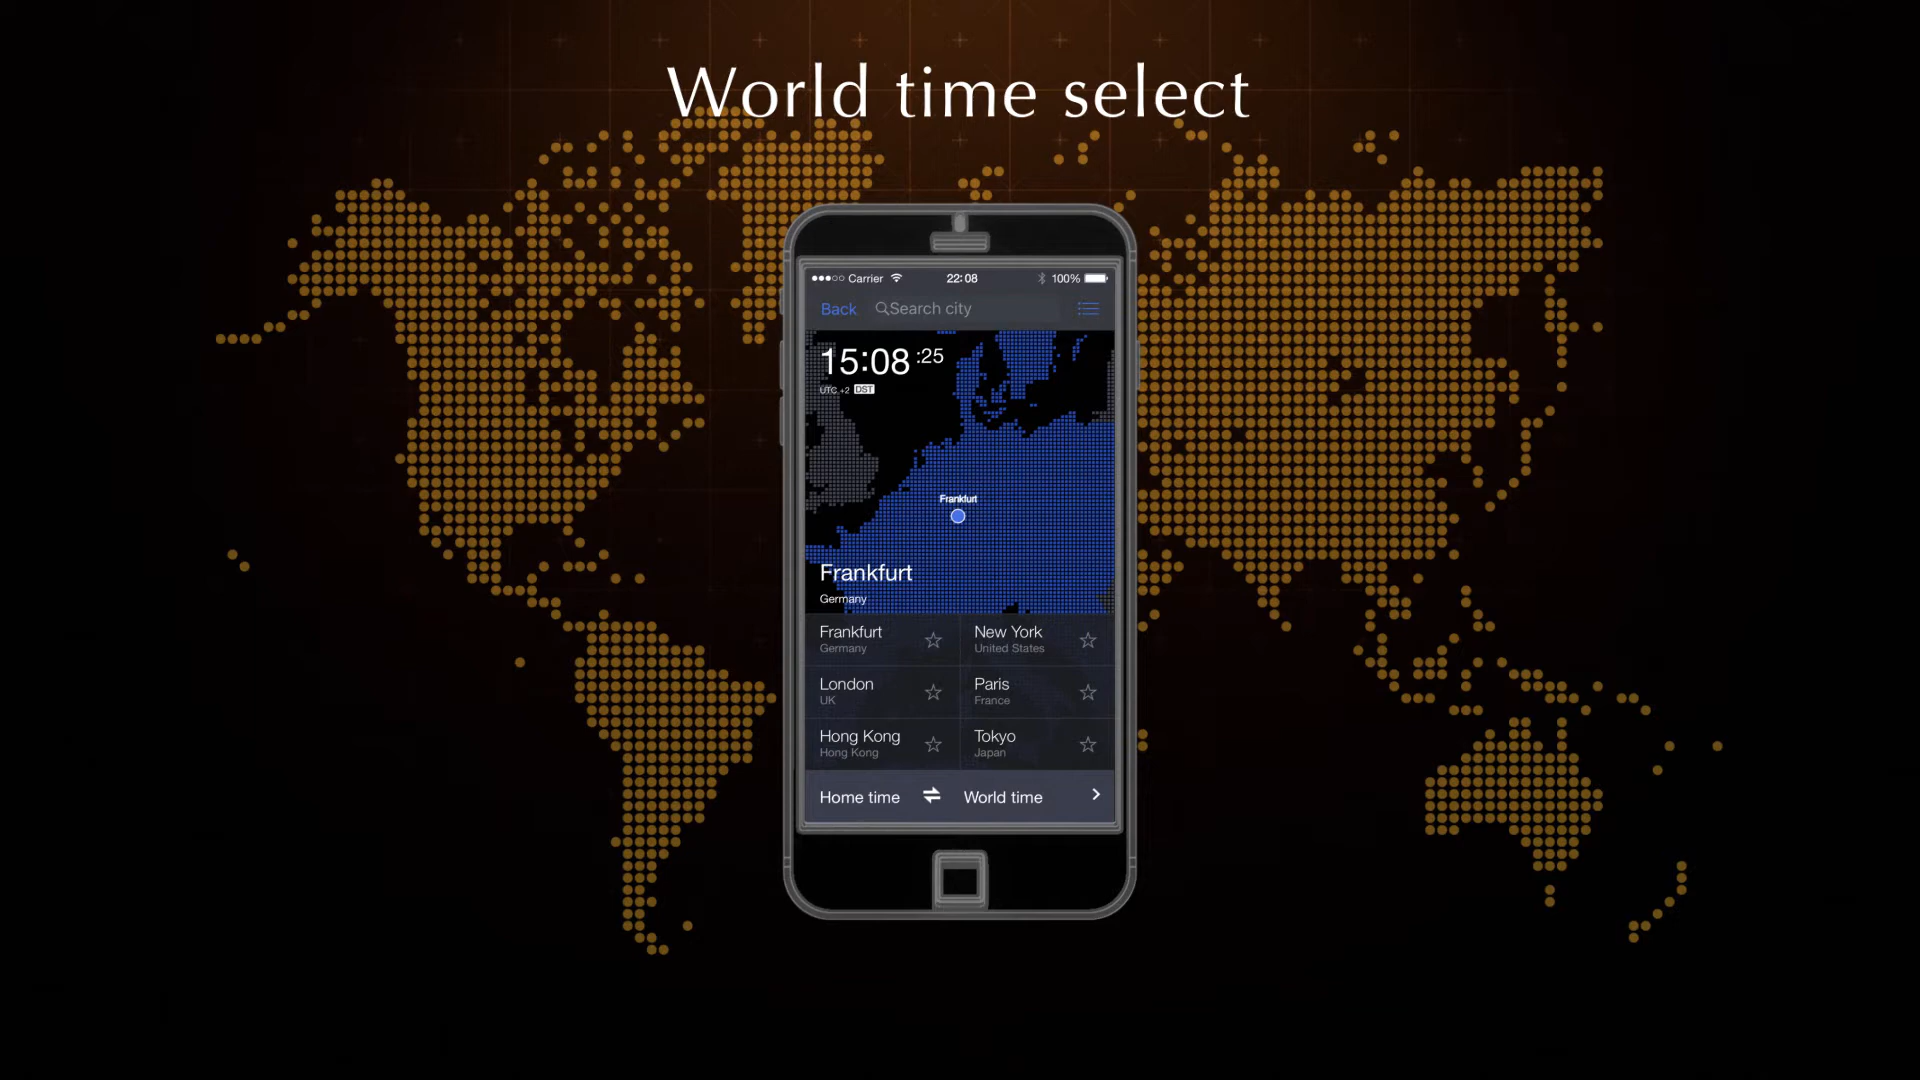 World time select
Carrier 22:08 100%
Back Search city
15:08 :25
UTC +2 DST
Frankfurt
Frankfurt
Germany
Frankfurt
Germany
New York
United States
London
UK
Paris
France
Hong Kong
Hong Kong
Tokyo
Japan
Home time World time